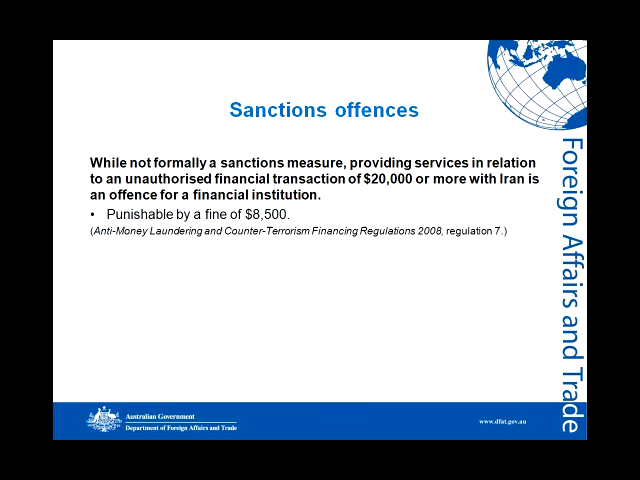 Sanctions offences
While not formally a sanctions measure, providing services in relation
to an unauthorised financial transaction of $20,000 or more with Iran is
an offence for a financial institution.
• Punishable by a fine of $8,500.
(Anti-Money Laundering and Counter-Terrorism Financing Regulations 2008, regulation 7.)
Foreign Affairs and Trade
Australian Government
Department of Foreign Affairs and Trade
www.dfat.gov.au